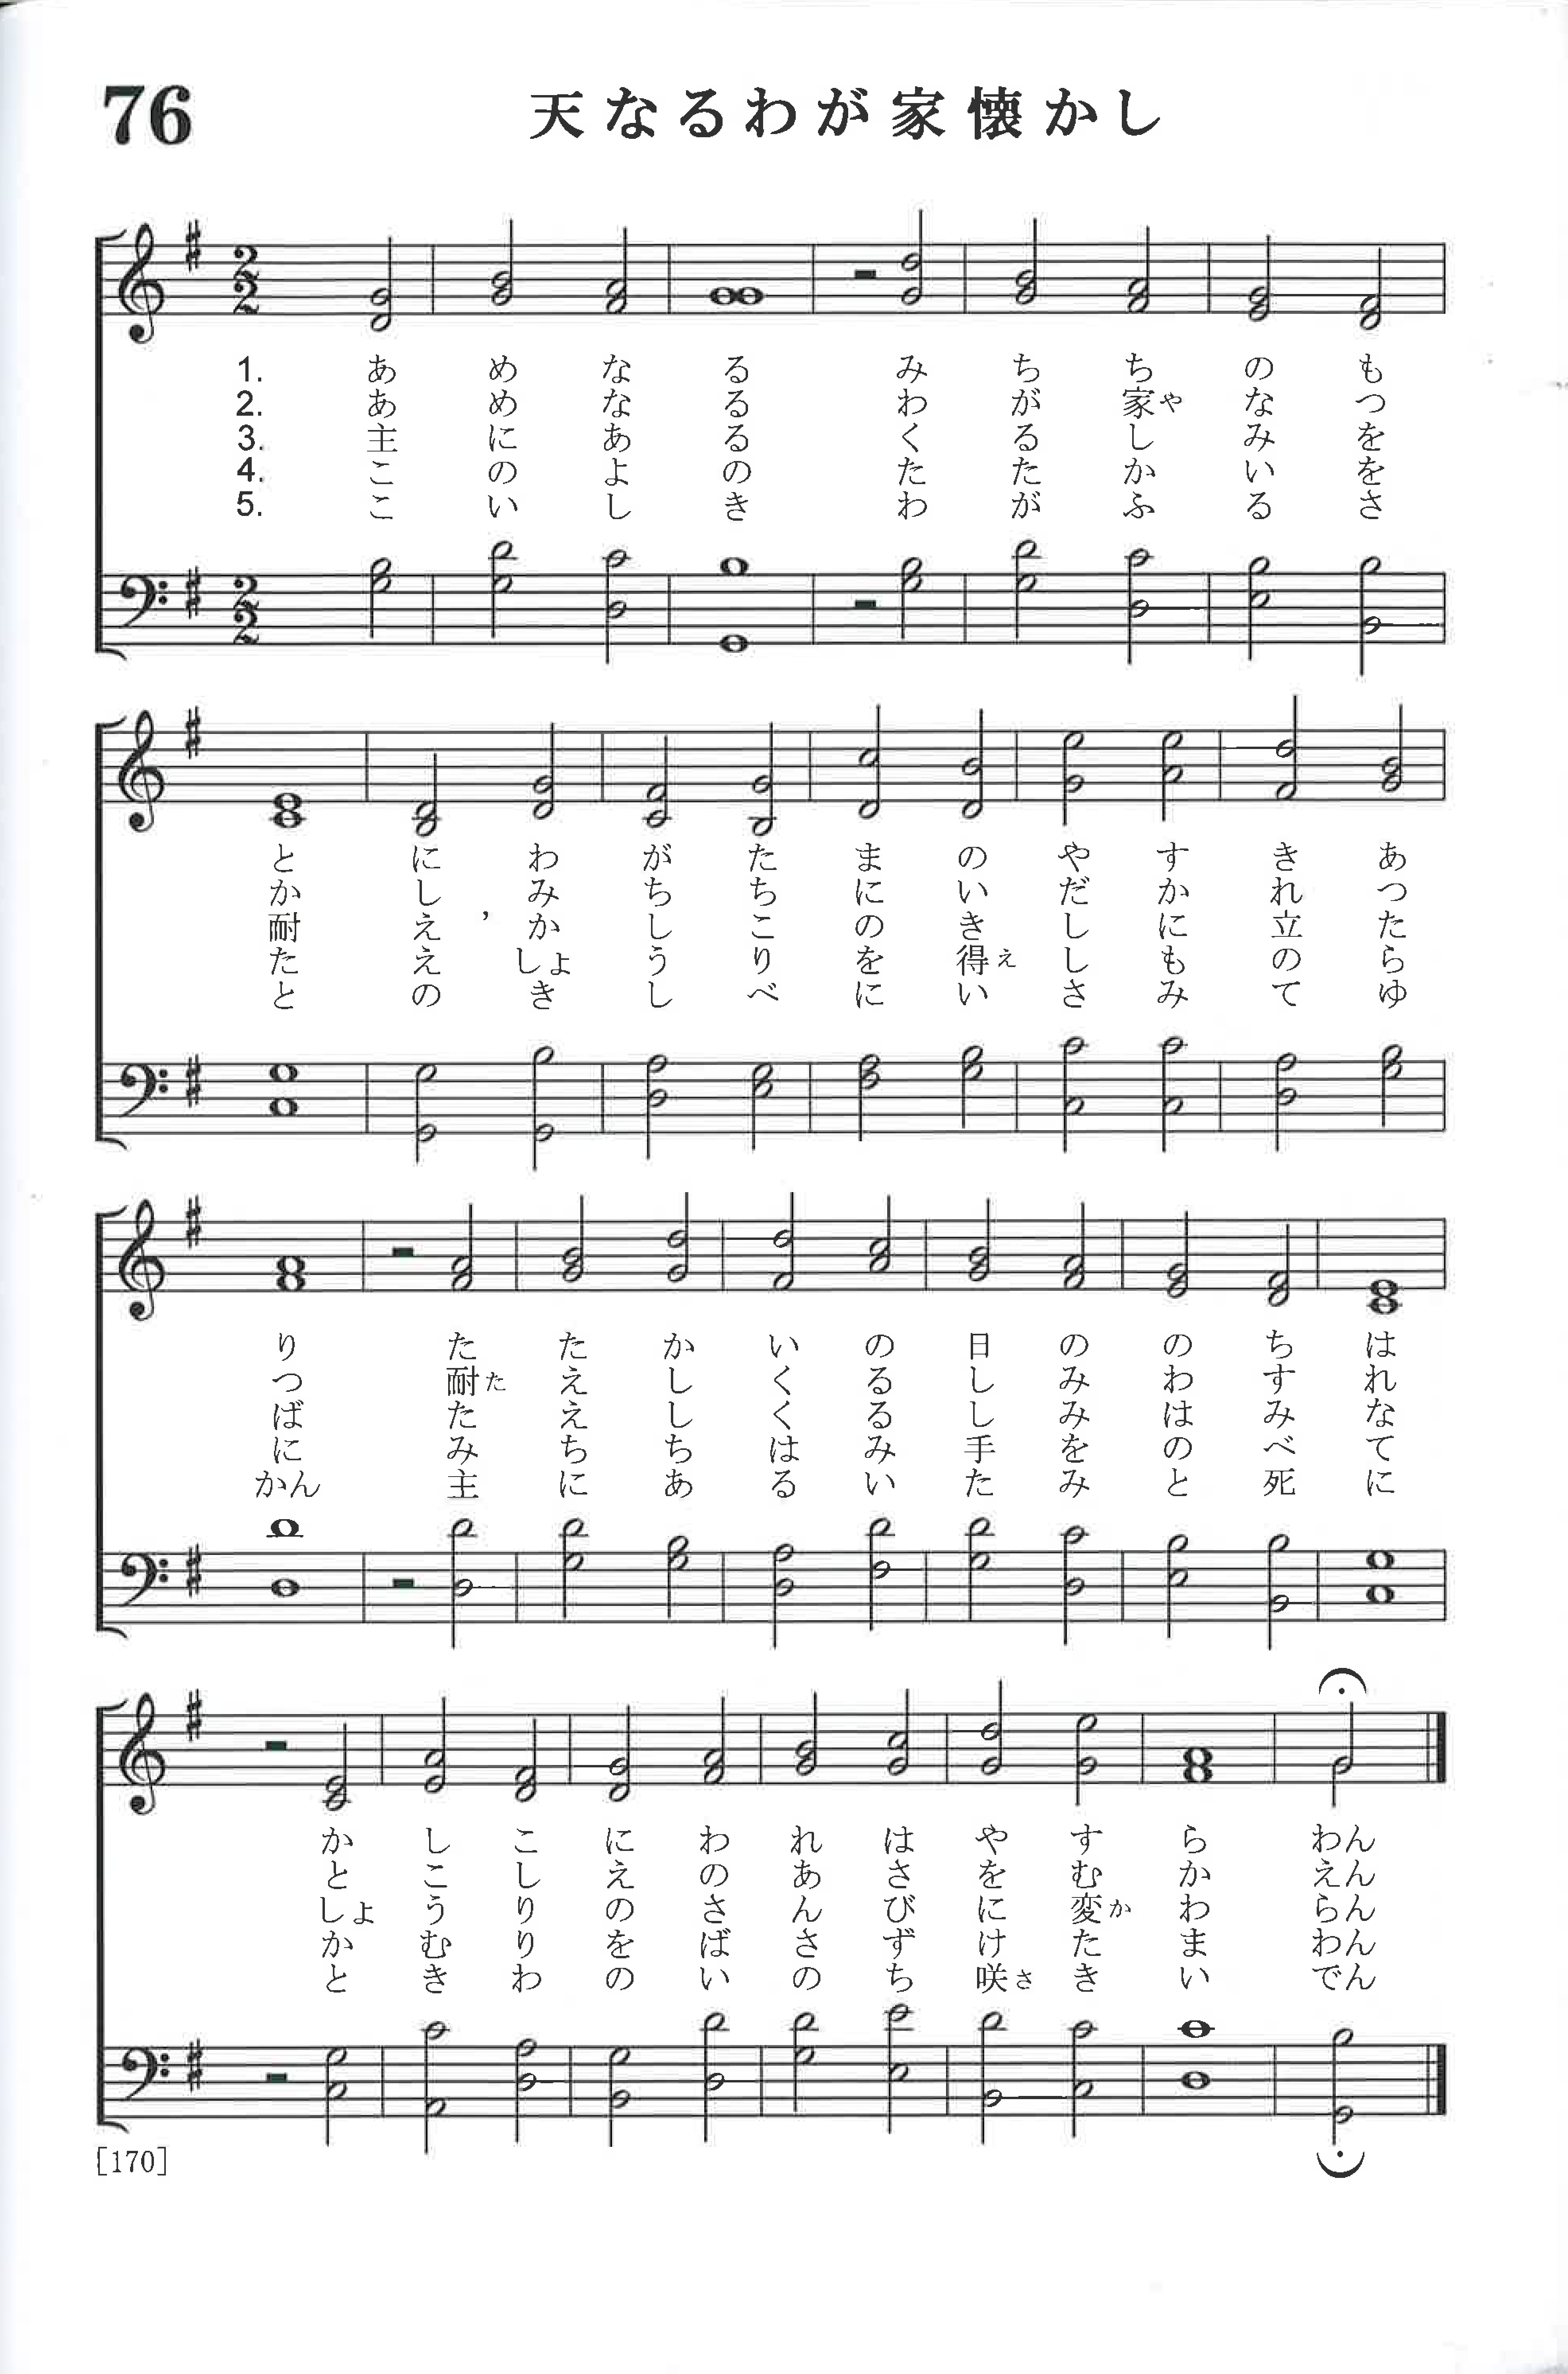 76
天なるわが家懐かし
1. あめなるみちちのも
2. あめなるわが家やなつ
3. 主にあるくるしみを
4. このよのたたかいを
5. こいしきわがふるさ
とにわがたまのやすきあ
かしみちちにいだかれつ
耐ええ，かしこのきしに立た
たええしょうりを得えしもののら
とのきしべにいさみてゆ
りたたかいの日ののちは
つ耐たえしくるしみわすれ
ばたえしくるしみはみな
にみちちはみ手をのべて
かん主にあるいたみと死に
かしこにわれはやすらわん
とこしえのあさをむかえん
しょうりのさんびに変かわらん
かむりをばさずけたまわん
ときわのいのち咲さきいでん
[170]